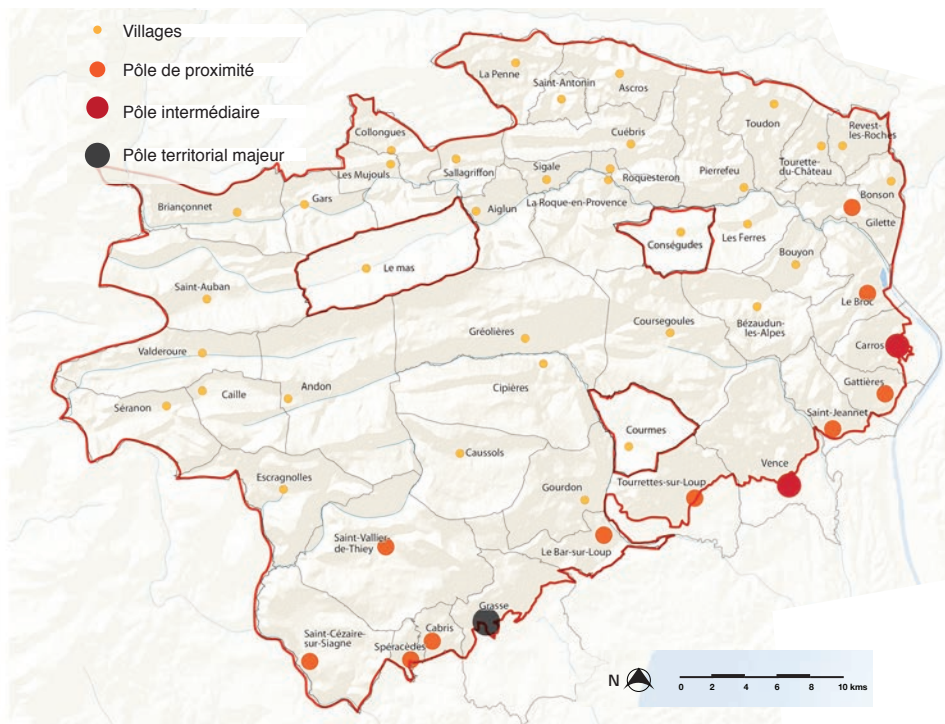 Villages
Pôle de proximité
Pôle intermédiaire
Pôle territorial majeur
La Penne
Saint-Antonin
Ascros
Collongues
Cuébris
Toudon
Revest-
les-Roches
Les Mujouls
Sallagriffon
Sigale
Roquesteron
Pierrefeu
Tourette-
du-Château
Briançonnet
Gars
Aiglun
La Roque-en-Provence
Bonson
Gilette
Conségudes
Les Ferres
Bouyon
Le mas
Saint-Auban
Le Broc
Gréolières
Coursegoules
Bézaudun-
les-Alpes
Carros
Valderoure
Cipières
Gattières
Séranon
Caille
Andon
Saint-Jeannet
Courmes
Caussols
Vence
Escragnolles
Gourdon
Tourrettes-sur-Loup
Saint-Vallier-
de-Thiey
Le Bar-sur-Loup
Grasse
Cabris
Saint-Cézaire-
sur-Siagne
Spéracèdes
N
0 2 4 6 8 10 kms